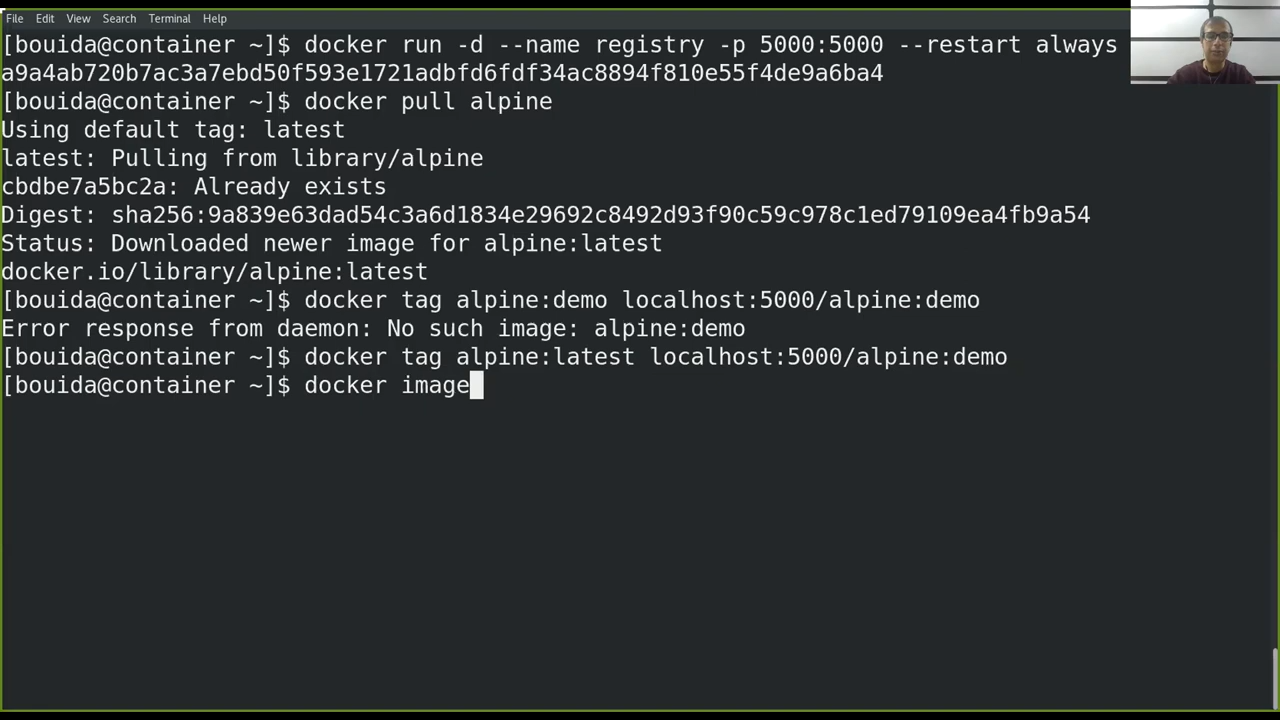 File Edit View Search Terminal Help
[bouida@container ~]$ docker run -d --name registry -p 5000:5000 --restart always
a9a4ab720b7ac3a7ebd50f593e1721adbfd6fdf34ac8894f810e55f4de9a6ba4
[bouida@container ~]$ docker pull alpine
Using default tag: latest
latest: Pulling from library/alpine
cbdbe7a5bc2a: Already exists
Digest: sha256:9a839e63dad54c3a6d1834e29692c8492d93f90c59c978c1ed79109ea4fb9a54
Status: Downloaded newer image for alpine:latest
docker.io/library/alpine:latest
[bouida@container ~]$ docker tag alpine:demo localhost:5000/alpine:demo
Error response from daemon: No such image: alpine:demo
[bouida@container ~]$ docker tag alpine:latest localhost:5000/alpine:demo
[bouida@container ~]$ docker image